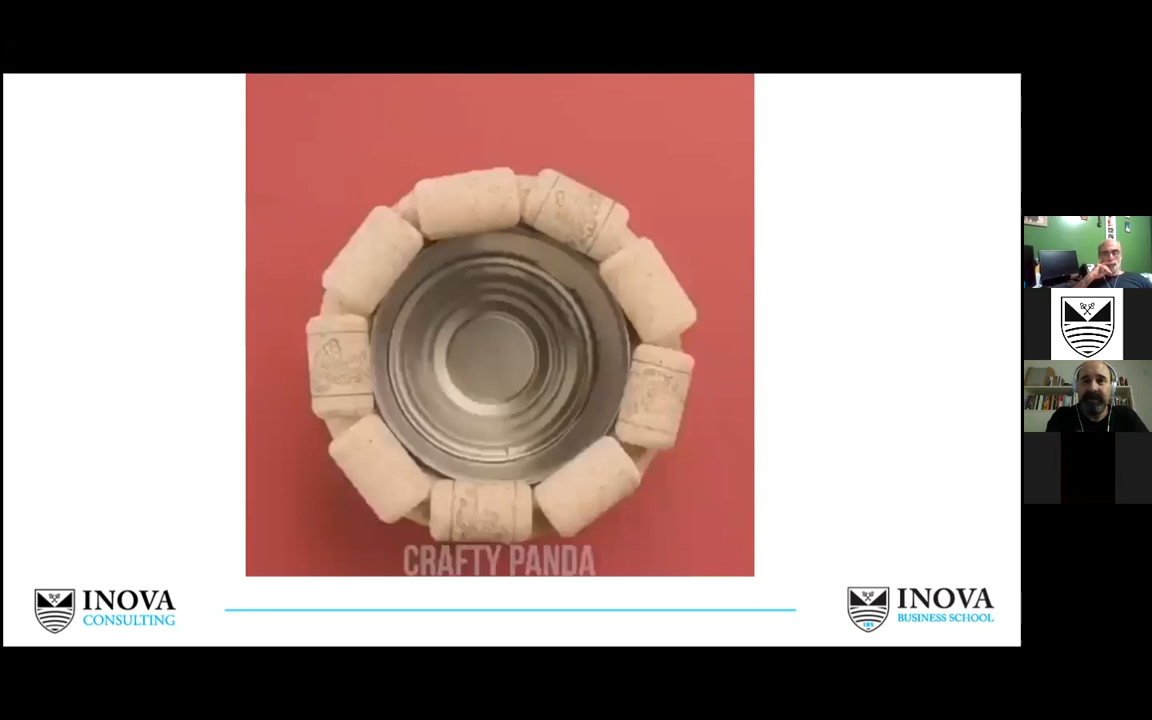 CRAFTY PANDA
INOVA
CONSULTING
INOVA
BUSINESS SCHOOL